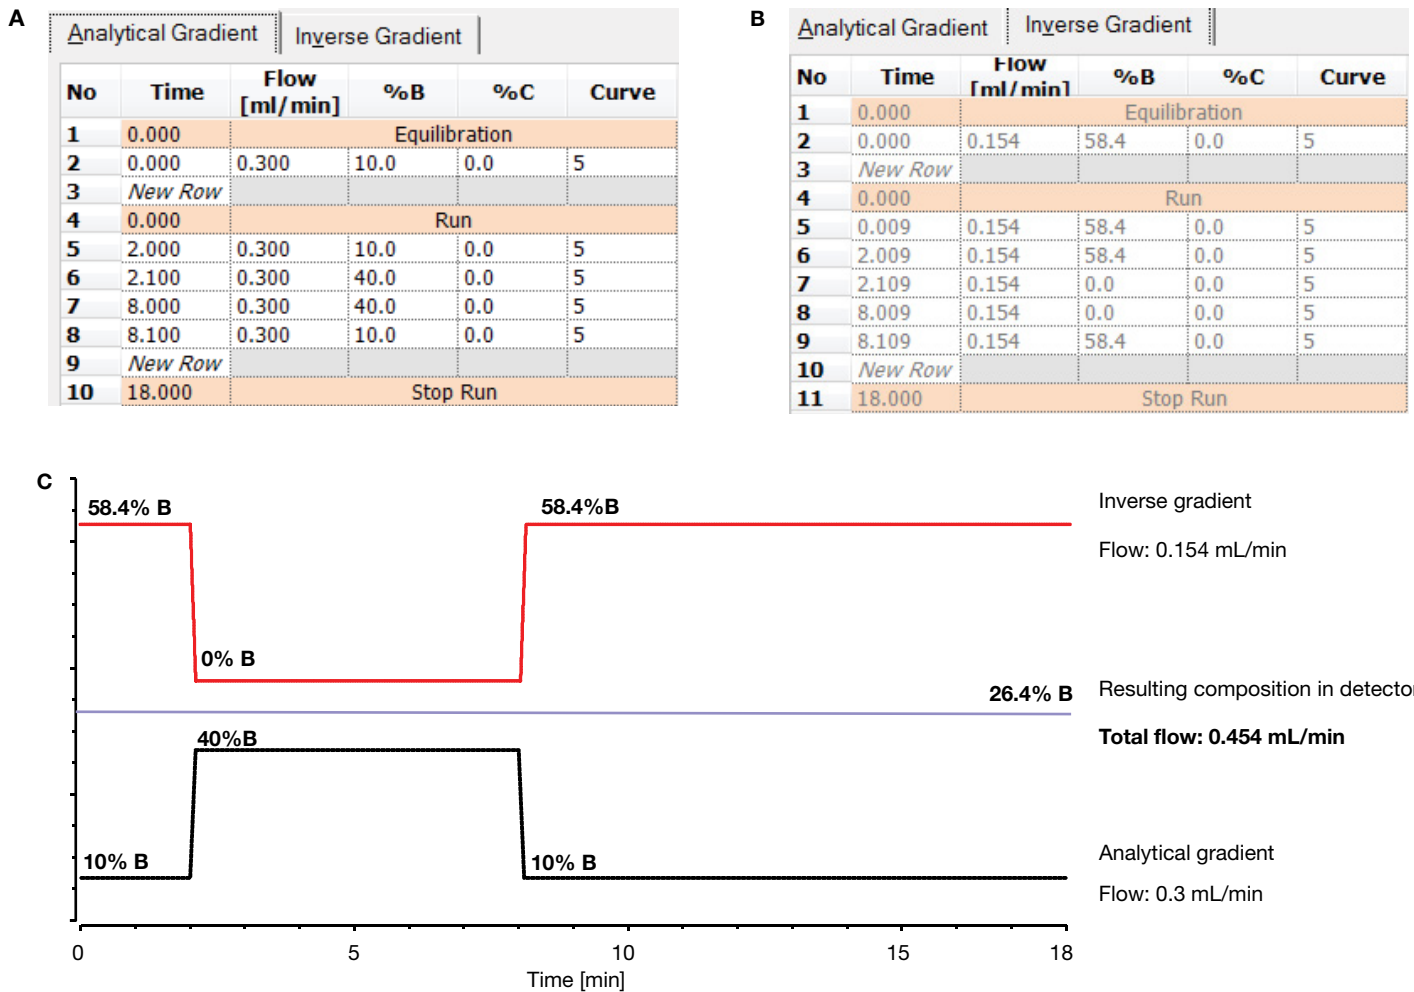 A
Analytical Gradient Inverse Gradient
No Time Flow [ml/min] %B %C Curve
1 0.000 Equilibration
2 0.000 0.300 10.0 0.0 5
3 New Row
4 0.000 Run
5 2.000 0.300 10.0 0.0 5
6 2.100 0.300 40.0 0.0 5
7 8.000 0.300 40.0 0.0 5
8 8.100 0.300 10.0 0.0 5
9 New Row
10 18.000 Stop Run
B
Analytical Gradient Inverse Gradient
No Time Flow [ml/min] %B %C Curve
1 0.000 Equilibration
2 0.000 0.154 58.4 0.0 5
3 New Row
4 0.000 Run
5 0.009 0.154 58.4 0.0 5
6 2.009 0.154 58.4 0.0 5
7 2.109 0.154 0.0 0.0 5
8 8.009 0.154 0.0 0.0 5
9 8.109 0.154 58.4 0.0 5
10 New Row
11 18.000 Stop Run
C
58.4% B
58.4%B
Inverse gradient
Flow: 0.154 mL/min
0% B
26.4% B
Resulting composition in detector
Total flow: 0.454 mL/min
40%B
10% B
10% B
Analytical gradient
Flow: 0.3 mL/min
0 5 10 15 18
Time [min]